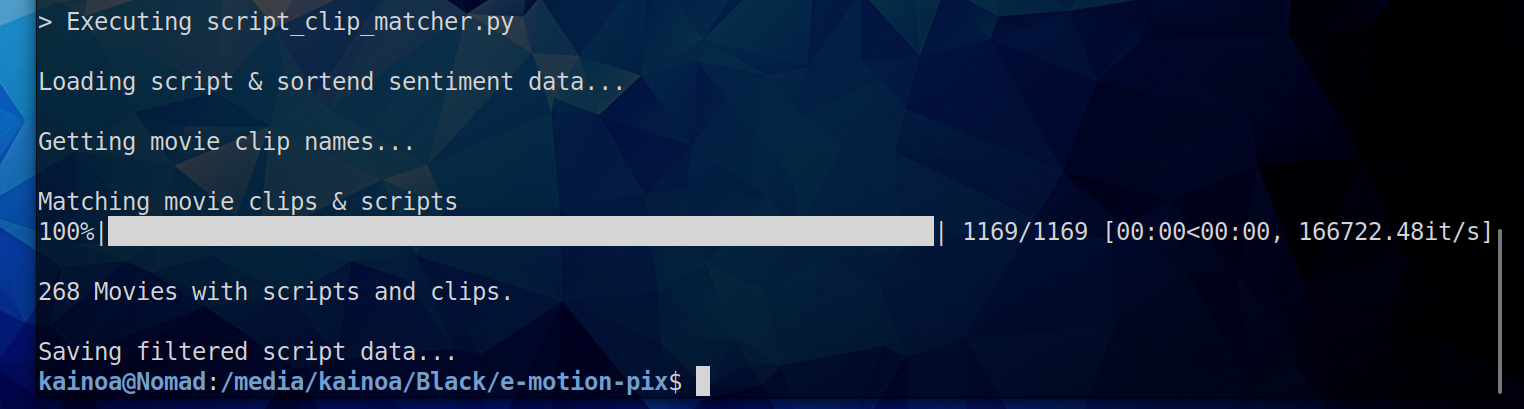 > Executing script_clip_matcher.py
Loading script & sortend sentiment data...
Getting movie clip names...
Matching movie clips & scripts
100%|| 1169/1169 [00:00<00:00, 166722.48it/s]
268 Movies with scripts and clips.
Saving filtered script data...
kainoa@Nomad:/media/kainoa/Black/e-motion-pix$